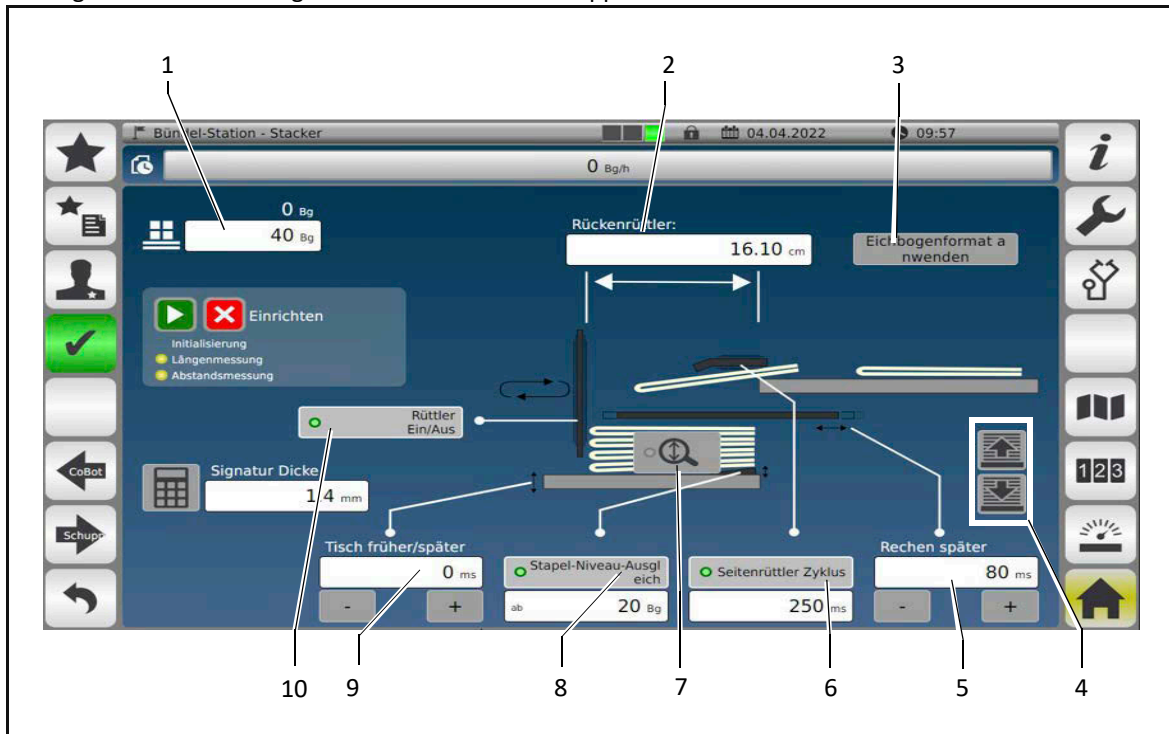 1 2 3
Bündel-Station - Stacker 04.04.2022 09:57
0 Bg/h
0 Bg
40 Bg
Rückenrüttler:
16.10 cm
Eichbogenformat a
nwenden
Einrichten
Initialisierung
Längenmessung
Abstandsmessung
Rüttler
Ein/Aus
CoBot
Signatur Dicke
1.4 mm
1 2 3
Schupp
Tisch früher/später
0 ms
- +
Stapel-Niveau-Ausgl
eich
ab 20 Bg
Seitenrüttler Zyklus
250 ms
Rechen später
80 ms
- +
10 9 8 7 6 5 4